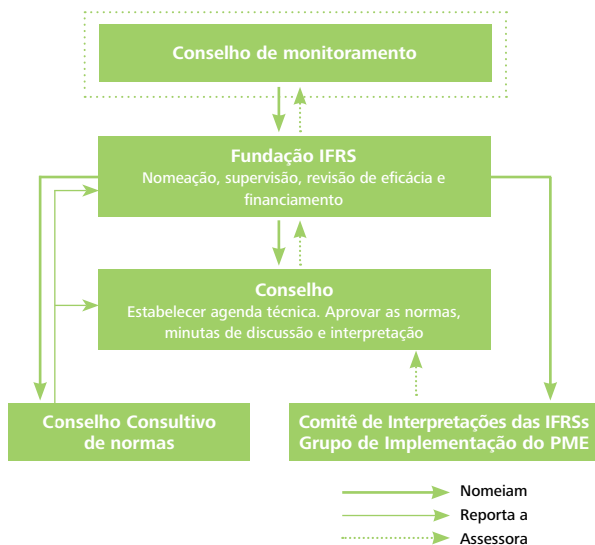 Conselho de monitoramento
Fundação IFRS
Nomeação, supervisão, revisão de eficácia e
financiamento
Conselho
Estabelecer agenda técnica. Aprovar as normas,
minutas de discussão e interpretação
Conselho Consultivo
de normas
Comitê de Interpretações das IFRSs
Grupo de Implementação do PME
Nomeiam
Reporta a
Assessora